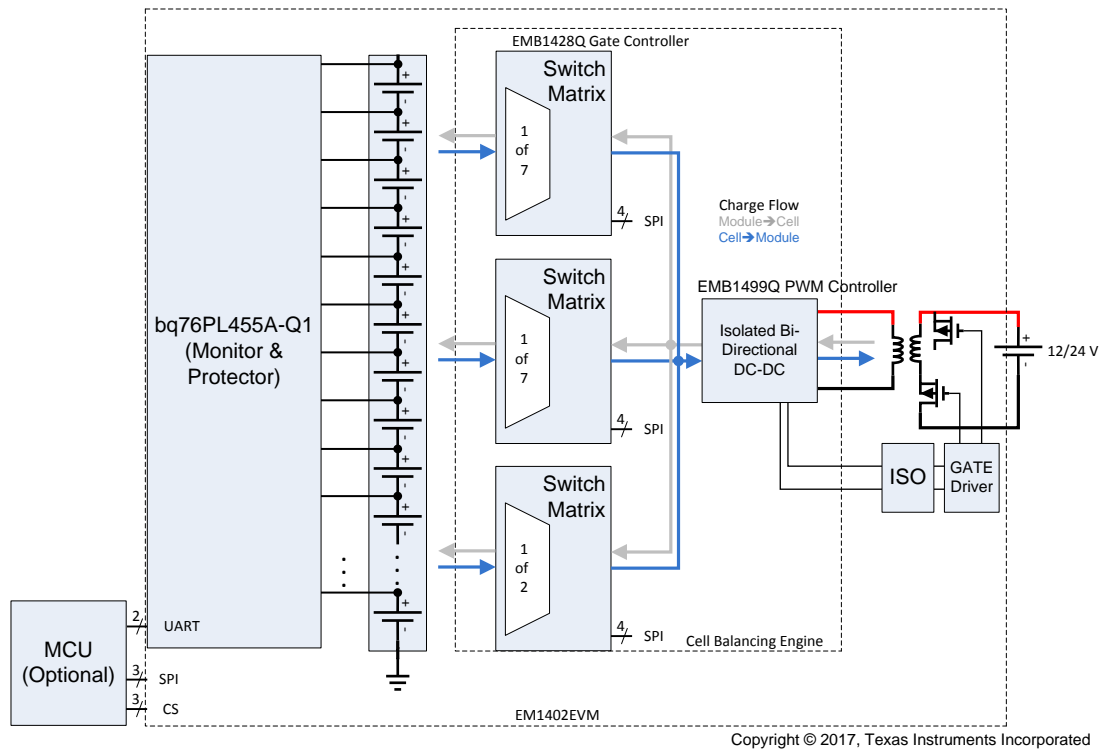 EMB1428Q Gate Controller
Switch
Matrix
1
of
7
4
SPI
Charge Flow
Module→Cell
Cell→Module
bq76PL455A-Q1
(Monitor &
Protector)
Switch
Matrix
1
of
7
4
SPI
EMB1499Q PWM Controller
Isolated Bi-
Directional
DC-DC
+
-
12/24 V
ISO
GATE
Driver
Switch
Matrix
1
of
2
4
SPI
Cell Balancing Engine
+
-
+
-
+
-
+
-
+
-
+
-
+
-
+
-
+
-
+
-
+
-
MCU
(Optional)
2
UART
3
SPI
3
CS
EM1402EVM
Copyright © 2017, Texas Instruments Incorporated